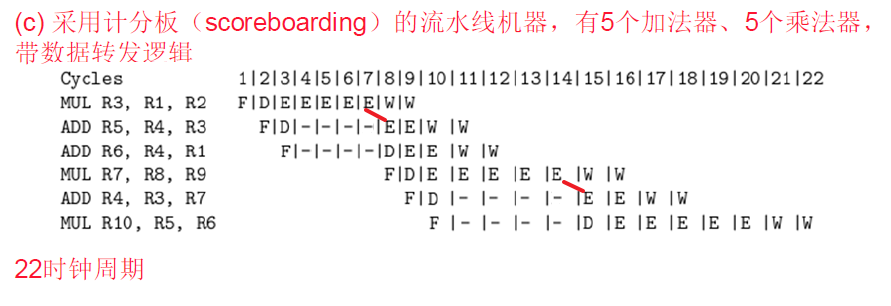 (c) 采用计分板（scoreboarding）的流水线机器，有5个加法器、5个乘法器，
带数据转发逻辑
Cycles 1|2|3|4|5|6|7|8|9|10|11|12|13|14|15|16|17|18|19|20|21|22
MUL R3, R1, R2 F|D|E|E|E|E|E|W|W
ADD R5, R4, R3 F|D|-|-|-|-|E|E|W |W
ADD R6, R4, R1 F|-|-|-|-|D|E|E |W |W
MUL R7, R8, R9 F|D|E |E |E |E |E |W |W
ADD R4, R3, R7 F|D |- |- |- |- |E |E |W |W
MUL R10, R5, R6 F |- |- |- |- |D |E |E |E |E |E |W |W
22时钟周期